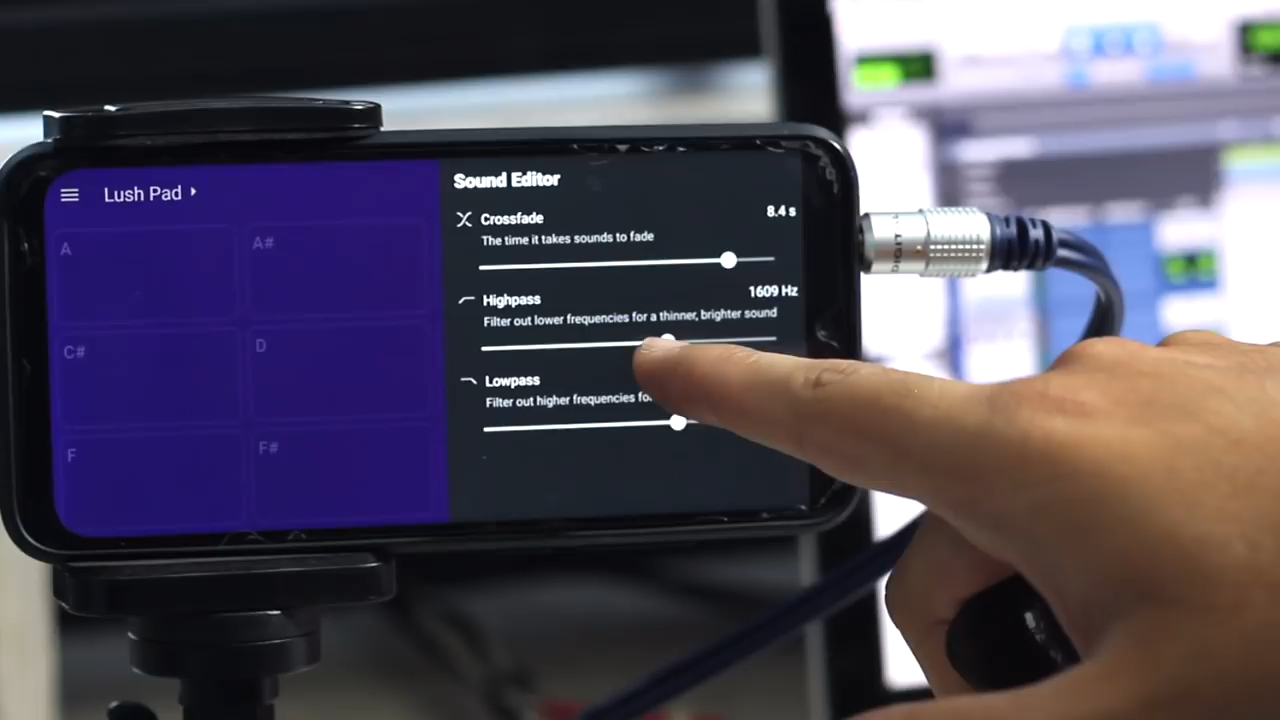 Lush Pad
A
A#
C#
D
F
F#
Sound Editor
Crossfade
8.4 s
The time it takes sounds to fade
Highpass
1609 Hz
Filter out lower frequencies for a thinner, brighter sound
Lowpass
Filter out higher frequencies
DIGIT